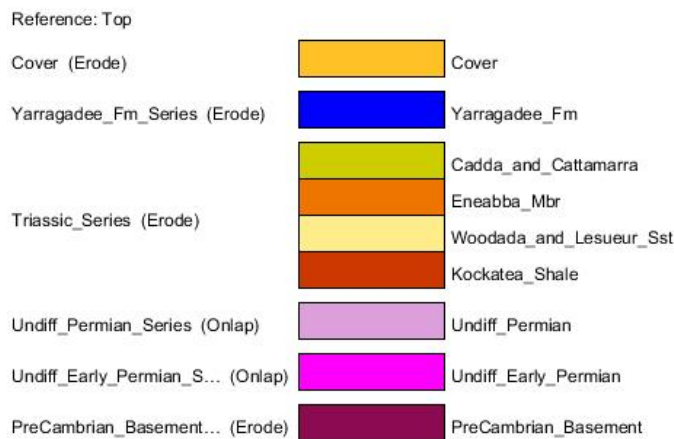 Reference: Top
Cover (Erode) Cover
Yarragadee_Fm_Series (Erode) Yarragadee_Fm
Cadda_and_Cattamarra
Eneabba_Mbr
Triassic_Series (Erode)
Woodada_and_Lesueur_Sst
Kockatea_Shale
Undiff_Permian_Series (Onlap) Undiff_Permian
Undiff_Early_Permian_S... (Onlap) Undiff_Early_Permian
PreCambrian_Basement... (Erode) PreCambrian_Basement